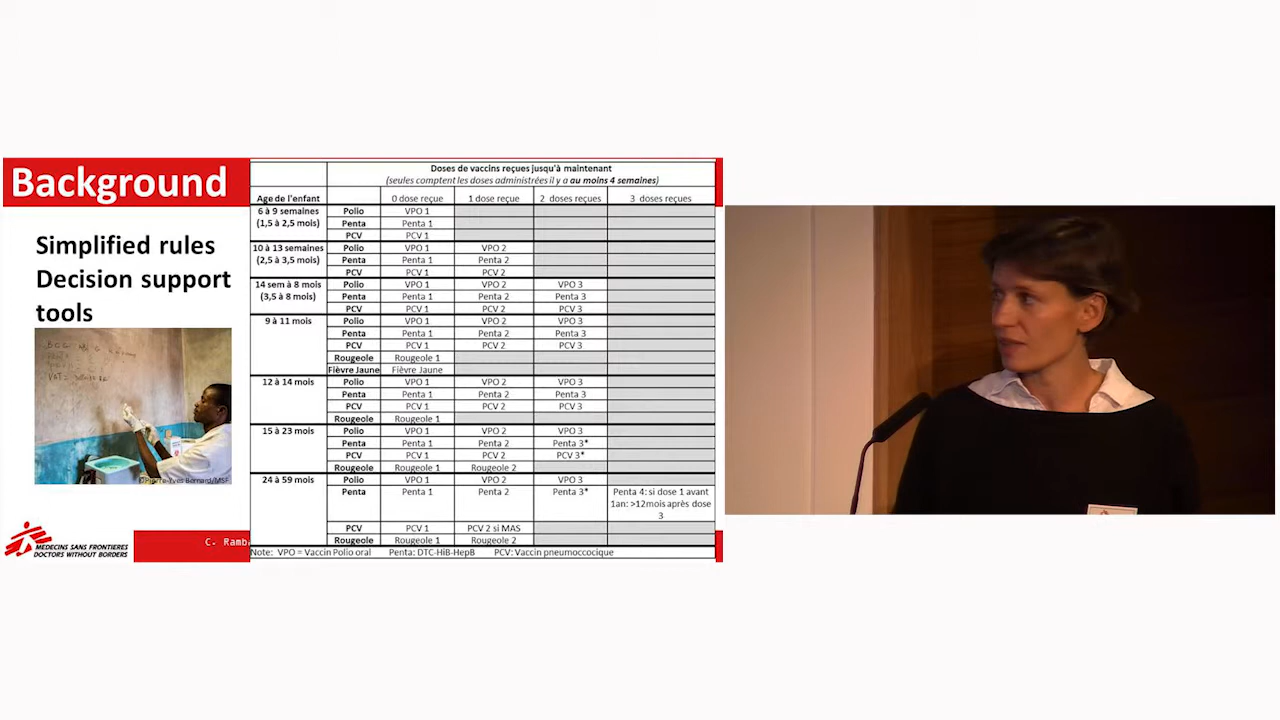 Background
Simplified rules
Decision support
tools
©Pierre-Yves Bernard/MSF
MEDECINS SANS FRONTIERES
DOCTORS WITHOUT BORDERS
C. Ramb
Doses de vaccins reçues jusqu'à maintenant
(seules comptent les doses administrées il y a au moins 4 semaines)
Age de l'enfant 0 dose reçue 1 dose reçue 2 doses reçues 3 doses reçues
6 à 9 semaines Polio VPO 1
(1,5 à 2,5 mois) Penta Penta 1
PCV PCV 1
10 à 13 semaines Polio VPO 1 VPO 2
(2,5 à 3,5 mois) Penta Penta 1 Penta 2
PCV PCV 1 PCV 2
14 sem à 8 mois Polio VPO 1 VPO 2 VPO 3
(3,5 à 8 mois) Penta Penta 1 Penta 2 Penta 3
PCV PCV 1 PCV 2 PCV 3
9 à 11 mois Polio VPO 1 VPO 2 VPO 3
Penta Penta 1 Penta 2 Penta 3
PCV PCV 1 PCV 2 PCV 3
Rougeole Rougeole 1
Fièvre Jaune Fièvre Jaune
12 à 14 mois Polio VPO 1 VPO 2 VPO 3
Penta Penta 1 Penta 2 Penta 3
PCV PCV 1 PCV 2 PCV 3
Rougeole Rougeole 1
15 à 23 mois Polio VPO 1 VPO 2 VPO 3
Penta Penta 1 Penta 2 Penta 3*
PCV PCV 1 PCV 2 PCV 3*
Rougeole Rougeole 1 Rougeole 2
24 à 59 mois Polio VPO 1 VPO 2 VPO 3
Penta Penta 1 Penta 2 Penta 3* Penta 4: si dose 1 avant
1an: >12mois après dose
3
PCV PCV 1 PCV 2 si MAS
Rougeole Rougeole 1 Rougeole 2
Note: VPO = Vaccin Polio oral Penta: DTC-HiB-HepB PCV: Vaccin pneumoccocique